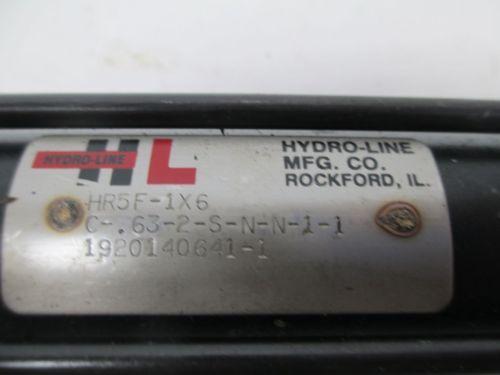 HL
HYDRO-LINE
HYDRO-LINE
MFG. CO.
ROCKFORD, IL.
HR5F-1X6
C-.63-2-S-N-N-1-1
1920140641-1